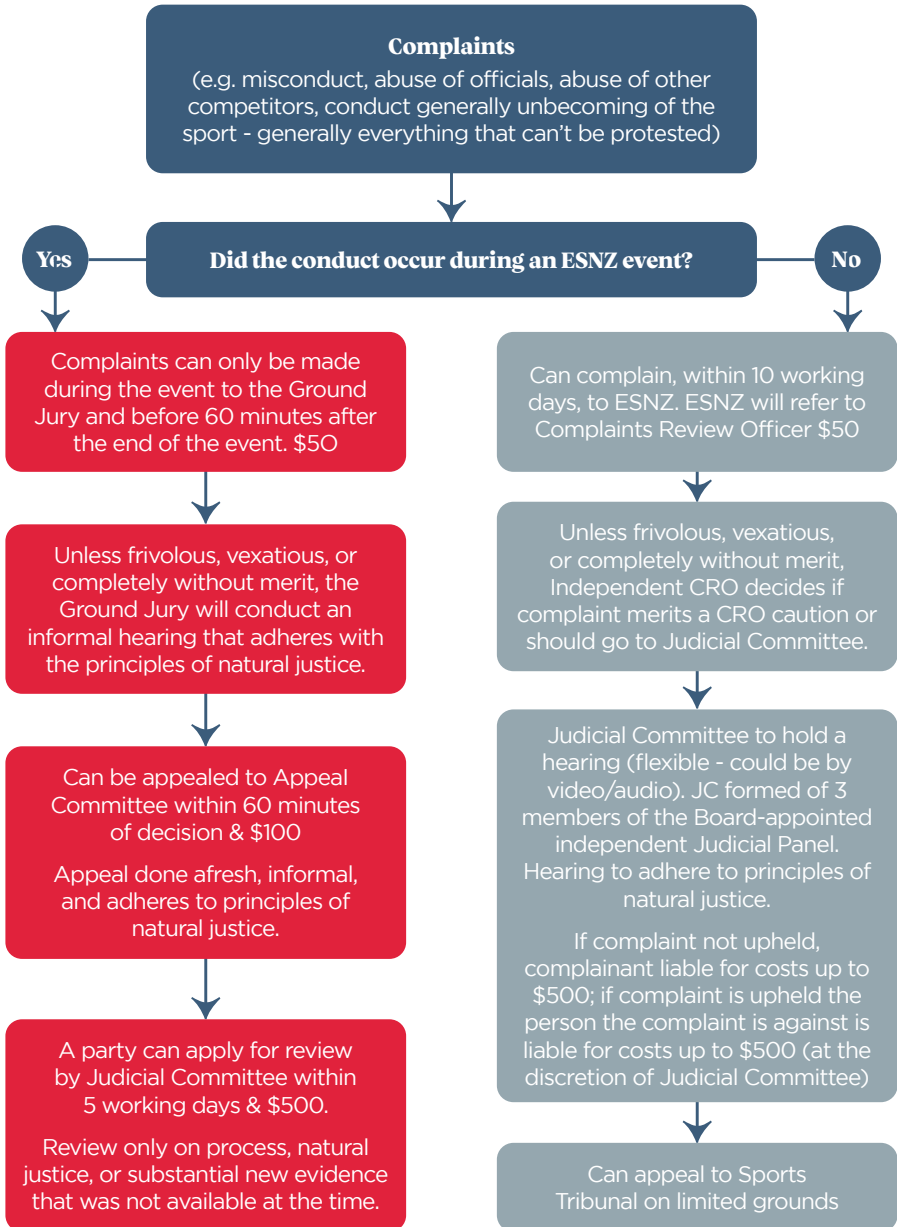 Complaints
(e.g. misconduct, abuse of officials, abuse of other
competitors, conduct generally unbecoming of the
sport - generally everything that can't be protested)
Did the conduct occur during an ESNZ event?
Yes
No
Complaints can only be made
during the event to the Ground
Jury and before 60 minutes after
the end of the event. $5O
Unless frivolous, vexatious, or
completely without merit, the
Ground Jury will conduct an
informal hearing that adheres with
the principles of natural justice.
Can be appealed to Appeal
Committee within 60 minutes
of decision & $100
Appeal done afresh, informal,
and adheres to principles of
natural justice.
A party can apply for review
by Judicial Committee within
5 working days & $500.
Review only on process, natural
justice, or substantial new evidence
that was not available at the time.
Can complain, within 10 working
days, to ESNZ. ESNZ will refer to
Complaints Review Officer $50
Unless frivolous, vexatious,
or completely without merit,
Independent CRO decides if
complaint merits a CRO caution or
should go to Judicial Committee.
Judicial Committee to hold a
hearing (flexible - could be by
video/audio). JC formed of 3
members of the Board-appointed
independent Judicial Panel.
Hearing to adhere to principles of
natural justice.
If complaint not upheld,
complainant liable for costs up to
$500; if complaint is upheld the
person the complaint is against is
liable for costs up to $500 (at the
discretion of Judicial Committee)
Can appeal to Sports
Tribunal on limited grounds